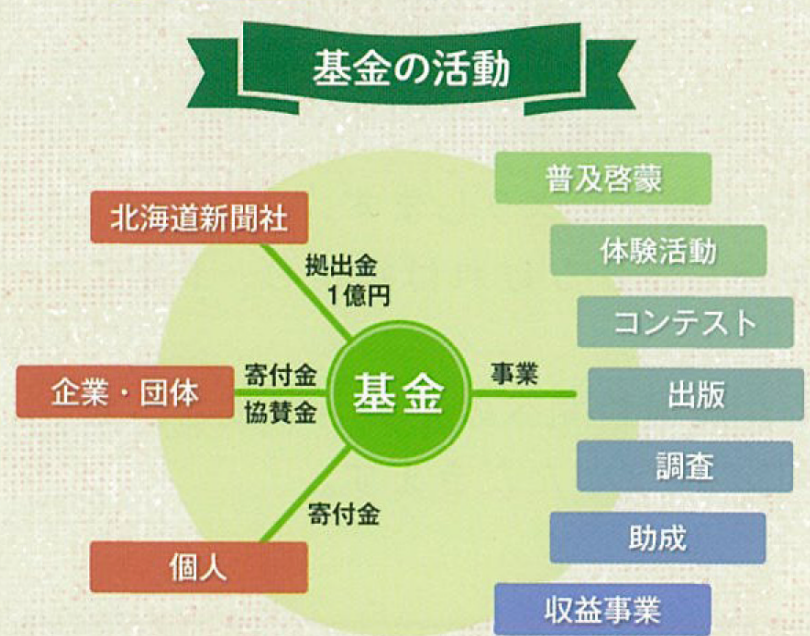 基金の活動
北海道新聞社
拠出金
1億円
企業・団体
寄付金
協賛金
個人
寄付金
基金
事業
普及啓蒙
体験活動
コンテスト
出版
調査
助成
収益事業